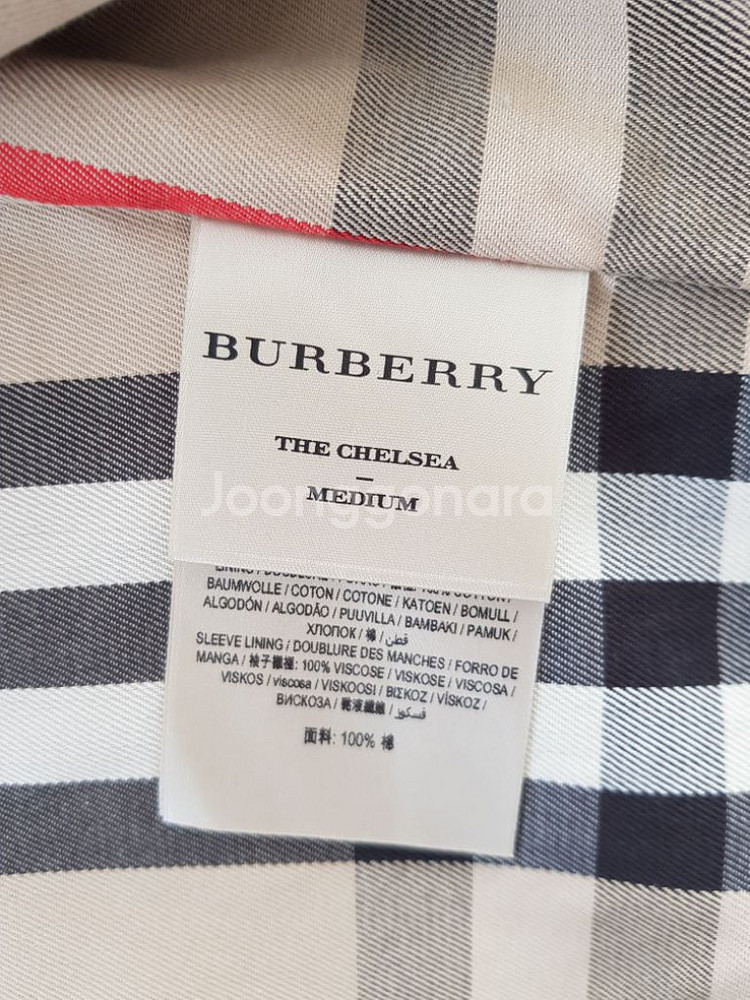 BURBERRY
THE CHELSEA
–
MEDIUM
Joonggonara
BAUMWOLLE / COTON / COTONE / KATOEN / BOMULL /
ALGODÓN / ALGODÃO / PUUVILLA / BAMBAKI / PAMUK /
ХЛОПОК / 棉 / قطن /
SLEEVE LINING / DOUBLURE DES MANCHES / FORRO DE
MANGA / 袖子襯裡: 100% VISCOSE / VISKOSE / VISCOSA /
VISKOS / viscosa / VISKOOSI / ΒΙΣΚΟΖ / VİSKOZ /
ВИСКОЗА / 黏液纖維 / فسكوز
面料: 100% 棉